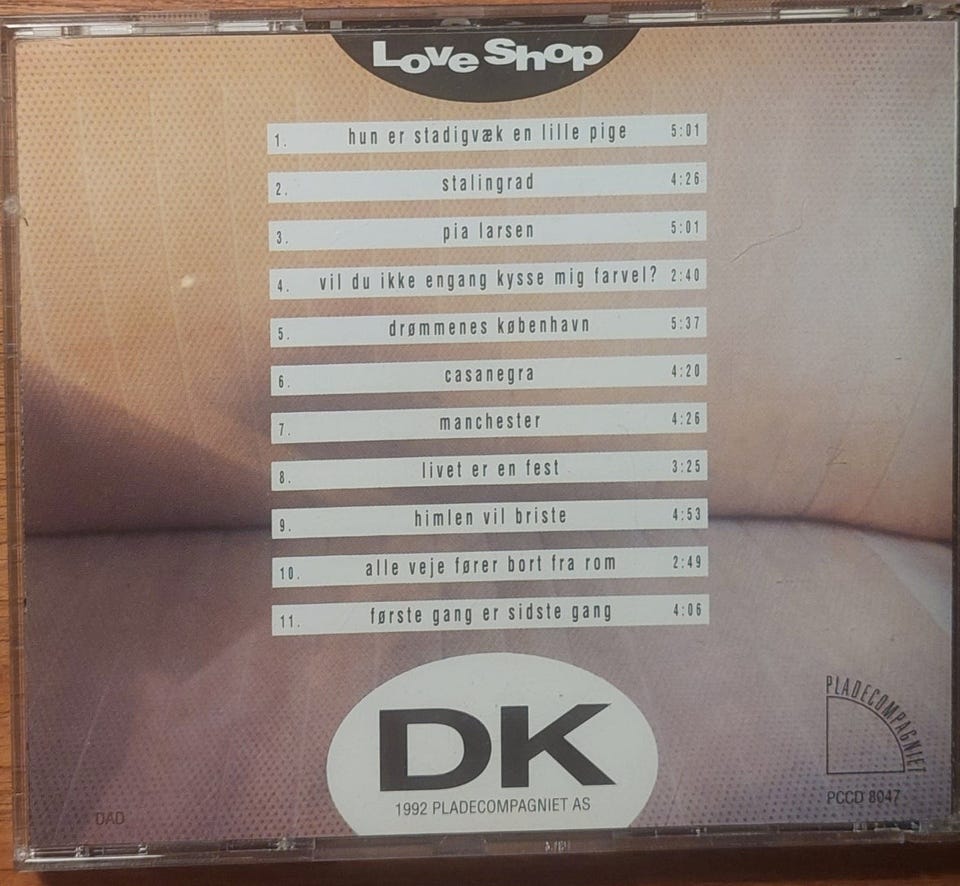 Love Shop
1. hun er stadigvæk en lille pige 5:01
2. stalingrad 4:26
3. pia larsen 5:01
4. vil du ikke engang kysse mig farvel? 2:40
5. drømmenes københavn 5:37
6. casanegra 4:20
7. manchester 4:26
8. livet er en fest 3:25
9. himlen vil briste 4:53
10. alle veje fører bort fra rom 2:49
11. første gang er sidste gang 4:06
DK
1992 PLADECOMPAGNIET AS
PLADECOMPAGNIET
PCCD 8047
DAD